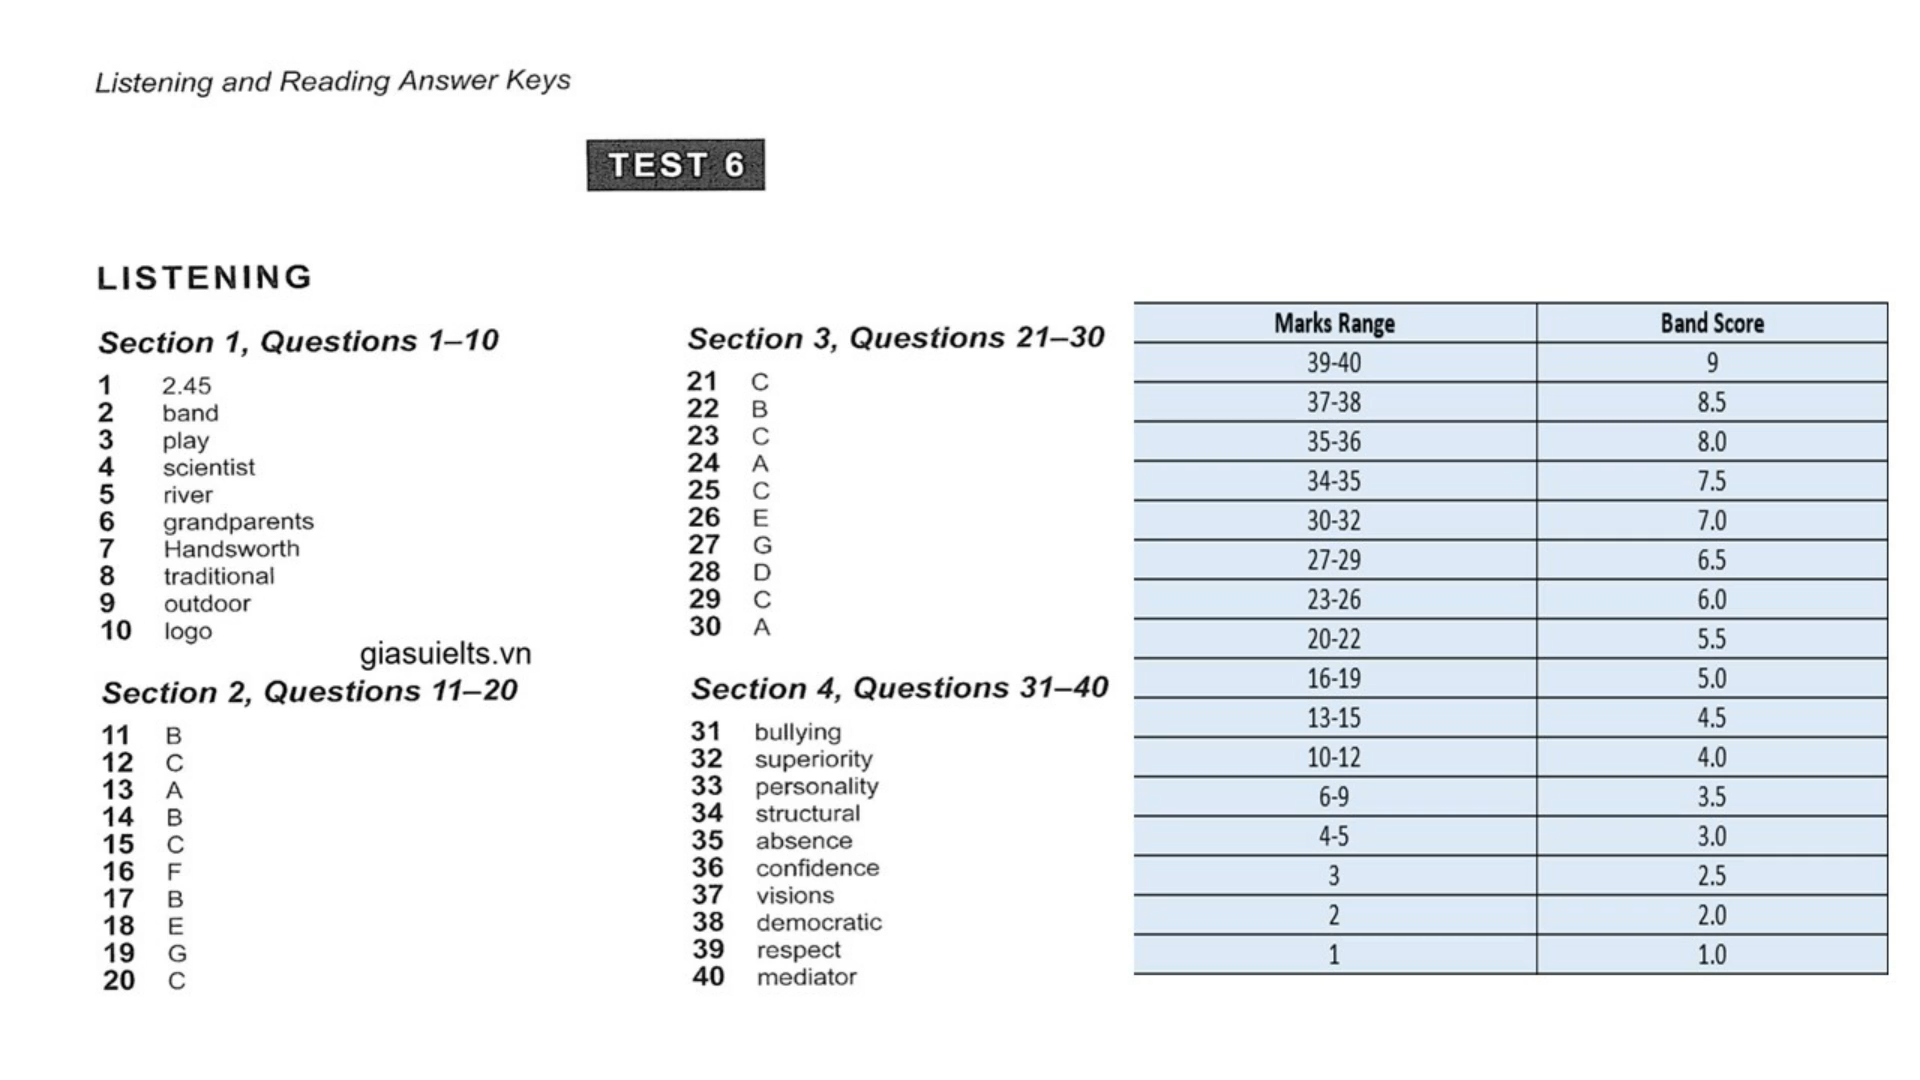 Listening and Reading Answer Keys
TEST 6
LISTENING
Section 1, Questions 1–10
1 2.45
2 band
3 play
4 scientist
5 river
6 grandparents
7 Handsworth
8 traditional
9 outdoor
10 logo
giasuielts.vn
Section 2, Questions 11–20
11 B
12 C
13 A
14 B
15 C
16 F
17 B
18 E
19 G
20 C
Section 3, Questions 21–30
21 C
22 B
23 C
24 A
25 C
26 E
27 G
28 D
29 C
30 A
Section 4, Questions 31–40
31 bullying
32 superiority
33 personality
34 structural
35 absence
36 confidence
37 visions
38 democratic
39 respect
40 mediator
Marks Range Band Score
39-40 9
37-38 8.5
35-36 8.0
34-35 7.5
30-32 7.0
27-29 6.5
23-26 6.0
20-22 5.5
16-19 5.0
13-15 4.5
10-12 4.0
6-9 3.5
4-5 3.0
3 2.5
2 2.0
1 1.0